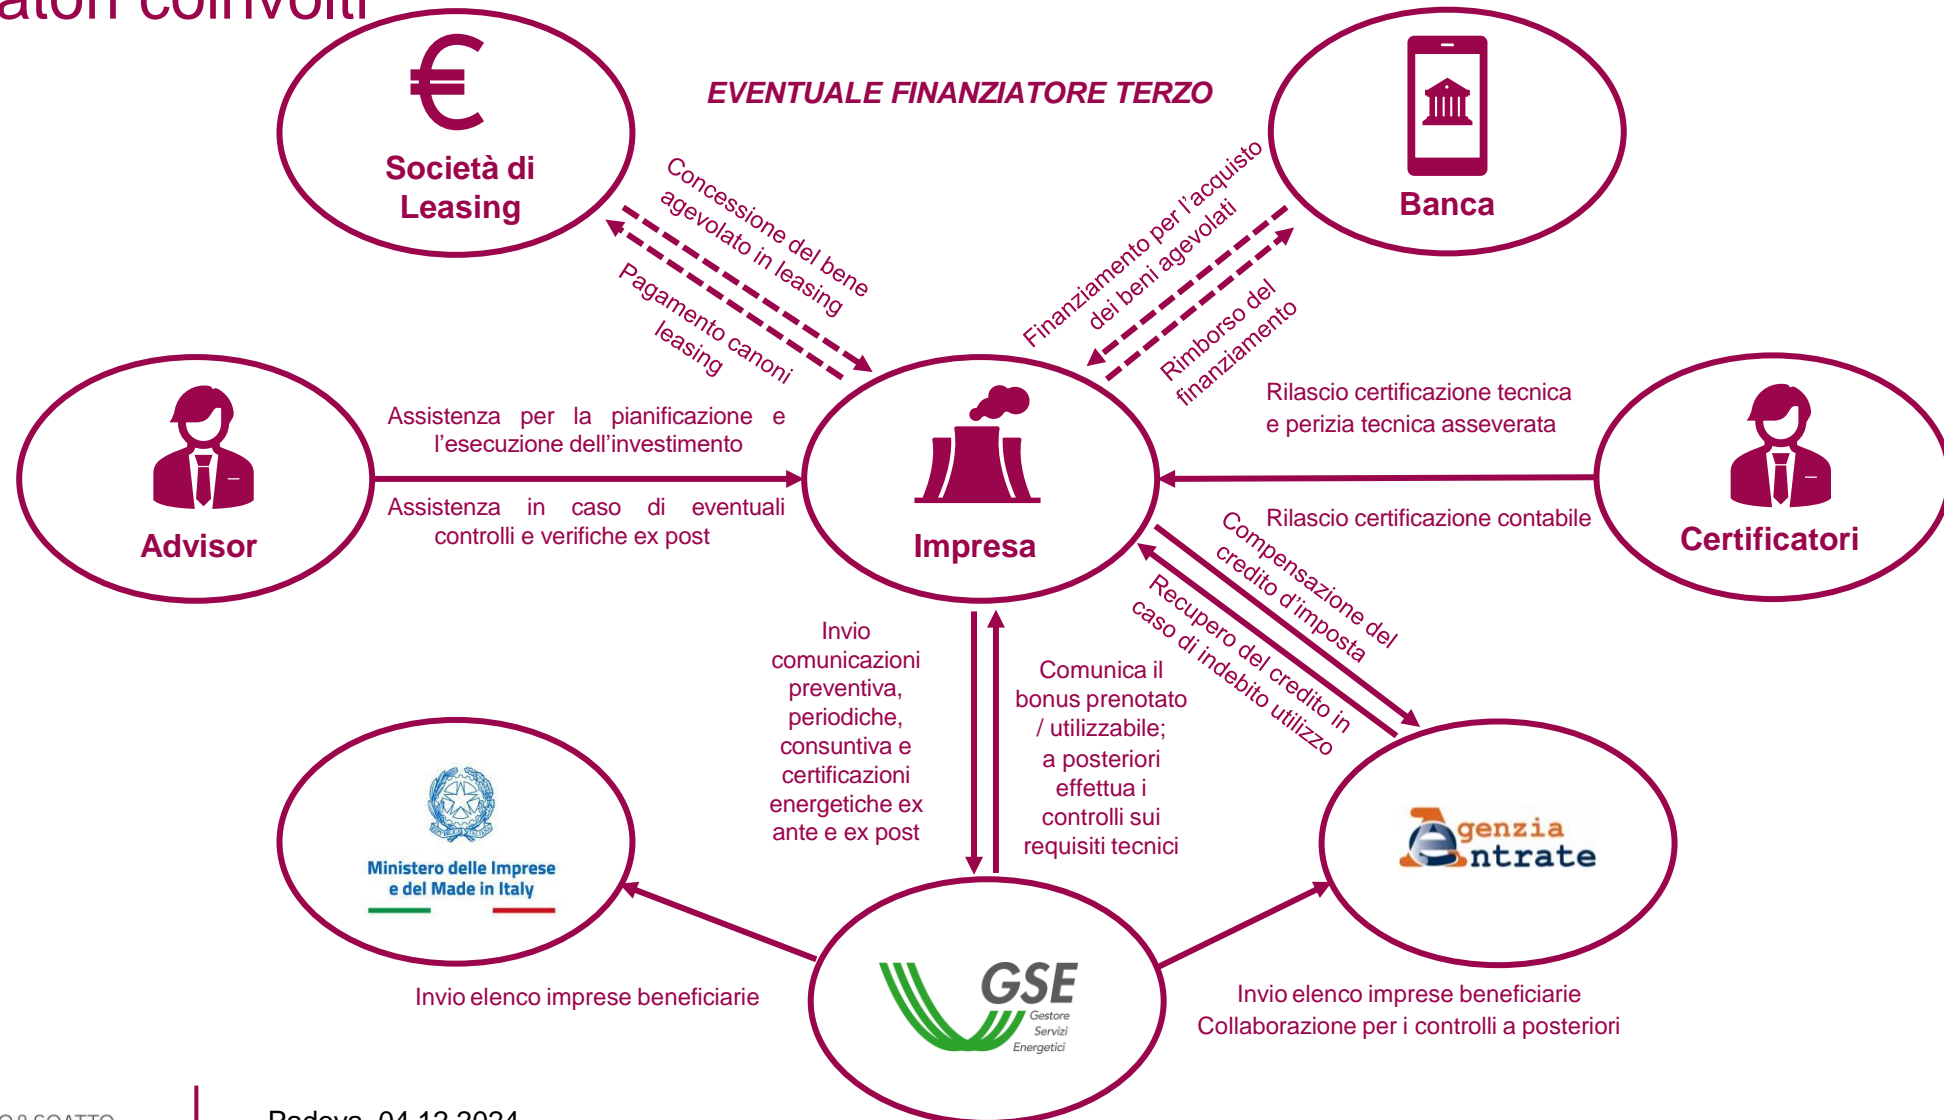 coinvolti
EVENTUALE FINANZIATORE TERZO
€
Società di
Leasing
Banca
Concessione del bene
agevolato in leasing
Pagamento canoni
leasing
Finanziamento per l'acquisto
dei beni agevolati
Rimborso del
finanziamento
Advisor
Assistenza per la pianificazione e
l'esecuzione dell'investimento
Assistenza in caso di eventuali
controlli e verifiche ex post
Impresa
Rilascio certificazione tecnica
e perizia tecnica asseverata
Rilascio certificazione contabile
Certificatori
Compensazione del
credito d'imposta
Recupero del credito in
caso di indebito utilizzo
Invio
comunicazioni
preventiva,
periodiche,
consuntiva e
certificazioni
energetiche ex
ante e ex post
Comunica il
bonus prenotato
/ utilizzabile;
a posteriori
effettua i
controlli sui
requisiti tecnici
Ministero delle Imprese
e del Made in Italy
Agenzia
Entrate
Invio elenco imprese beneficiarie
GSE
Gestore
Servizi
Energetici
Invio elenco imprese beneficiarie
Collaborazione per i controlli a posteriori
Padova, 04.12.2024